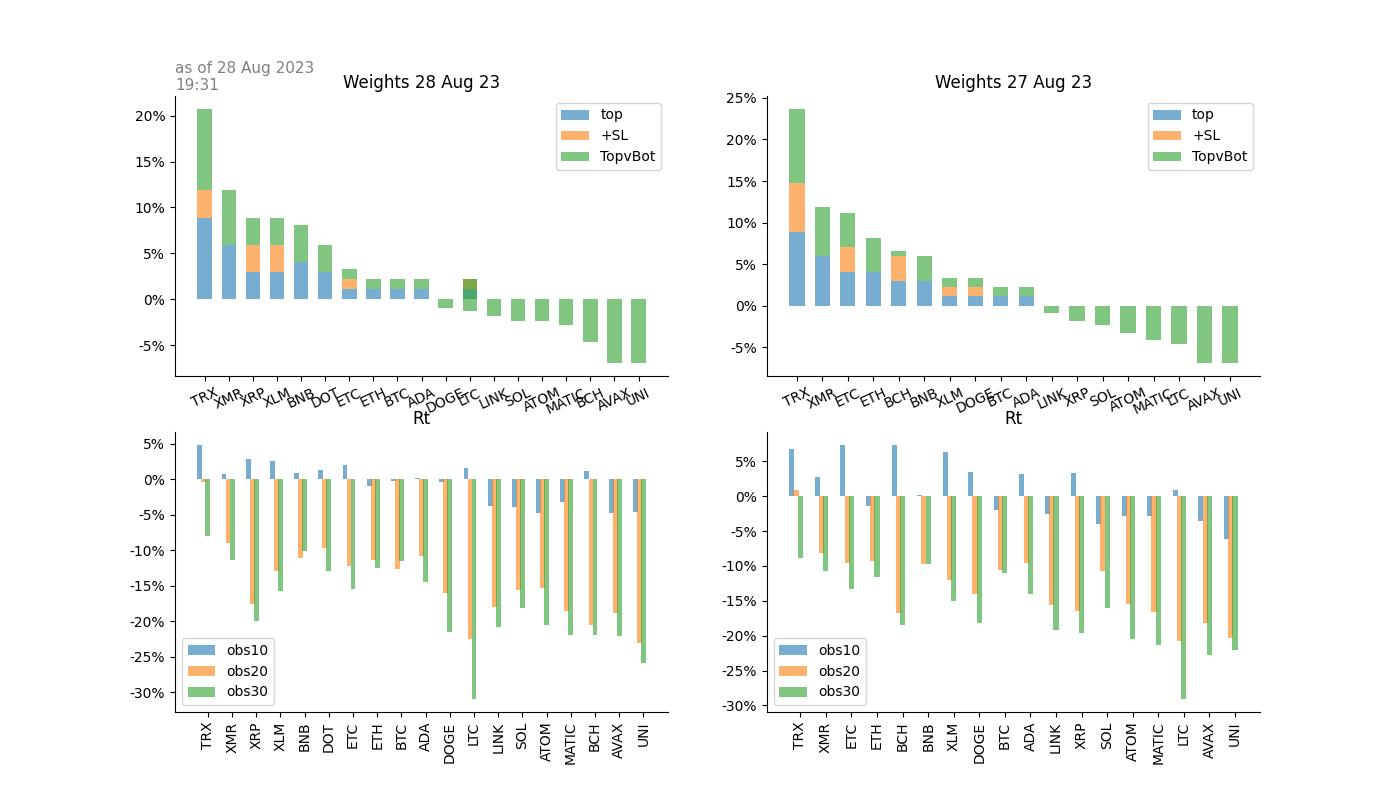 as of 28 Aug 2023
19:31
Weights 28 Aug 23
20%
15%
10%
5%
0%
-5%
top
+SL
TopvBot
TRX XMR XRP XLM BNB DOT ETC ETH BTC ADA DOGE LTC LINK SOL ATOM MATIC BCH AVAX UNI
Weights 27 Aug 23
25%
20%
15%
10%
5%
0%
-5%
top
+SL
TopvBot
TRX XMR ETC ETH BCH BNB XLM DOGE BTC ADA LINK XRP SOL DOT ATOM MATIC LTC AVAX UNI
Rt
5%
0%
-5%
-10%
-15%
-20%
-25%
-30%
obs10
obs20
obs30
TRX XMR XRP XLM BNB DOT ETC ETH BTC ADA DOGE LTC LINK SOL ATOM MATIC BCH AVAX UNI
Rt
5%
0%
-5%
-10%
-15%
-20%
-25%
-30%
obs10
obs20
obs30
TRX XMR ETC ETH BCH BNB XLM DOGE BTC ADA LINK XRP SOL ATOM MATIC LTC AVAX UNI